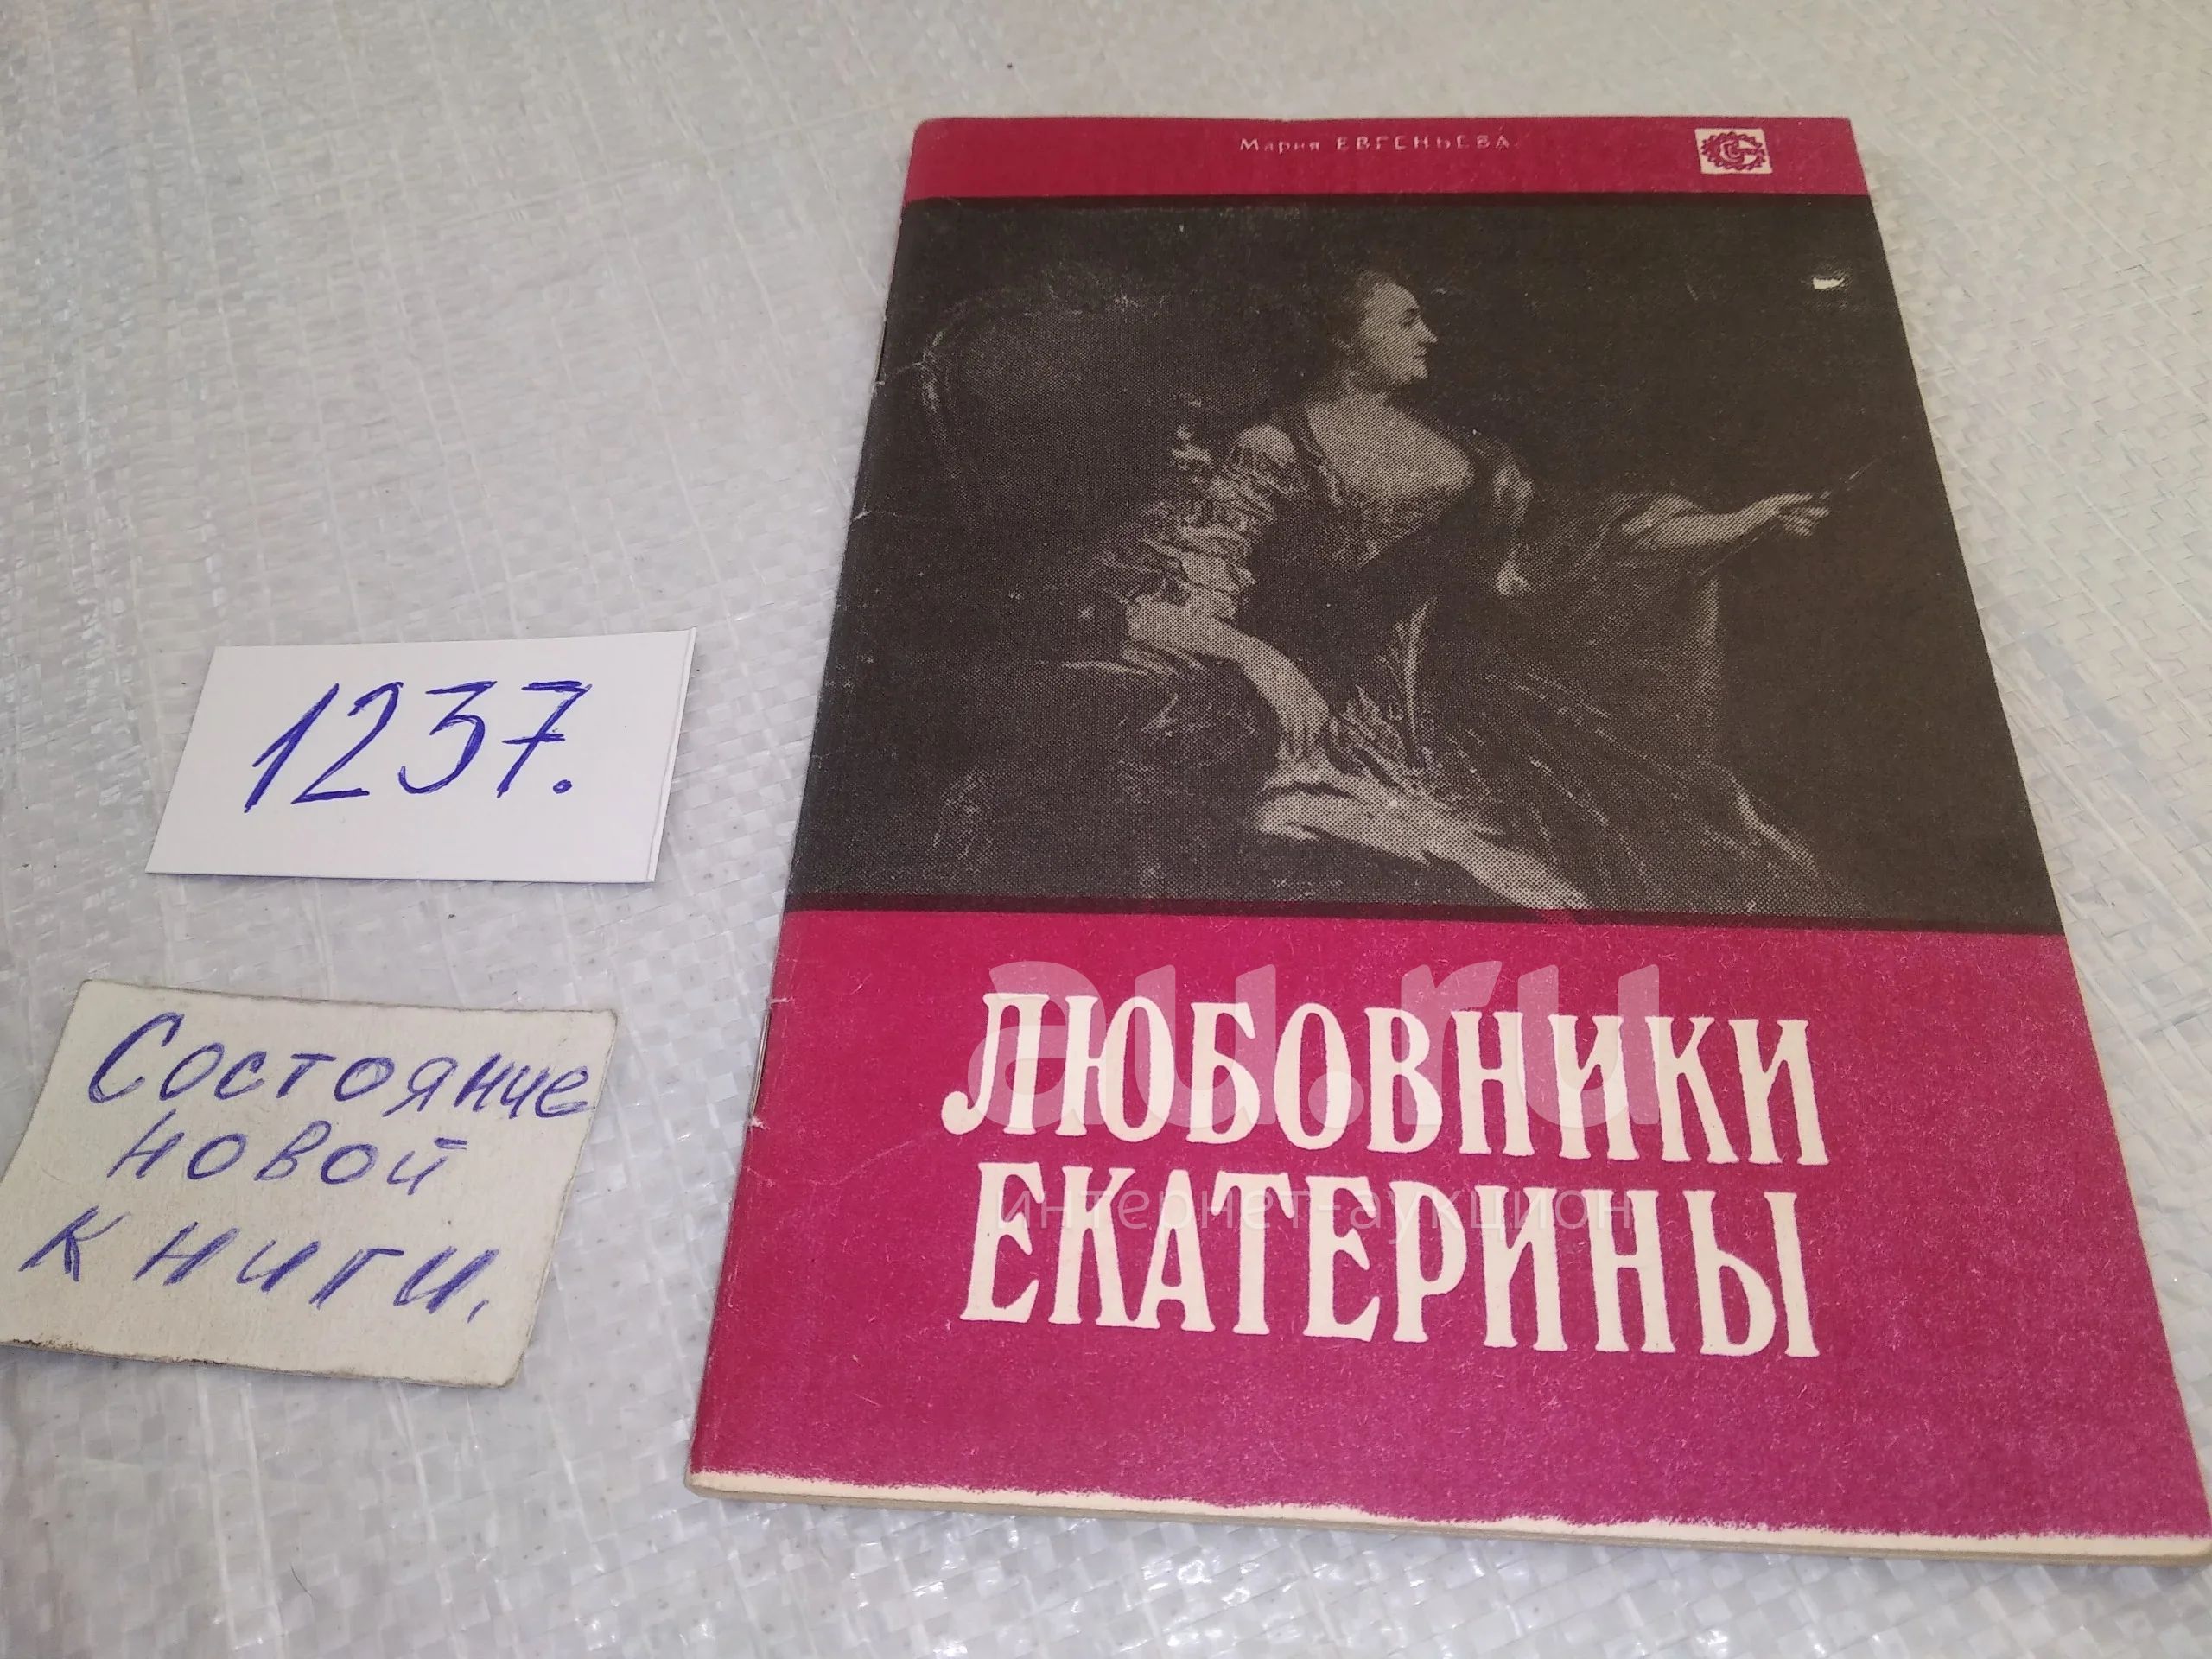 Мария ЕВГЕНЬЕВА
1237.
Состояние
новой
книги.
au.ru
ЛЮБОВНИКИ
интернет-аукцион
ЕКАТЕРИНЫ